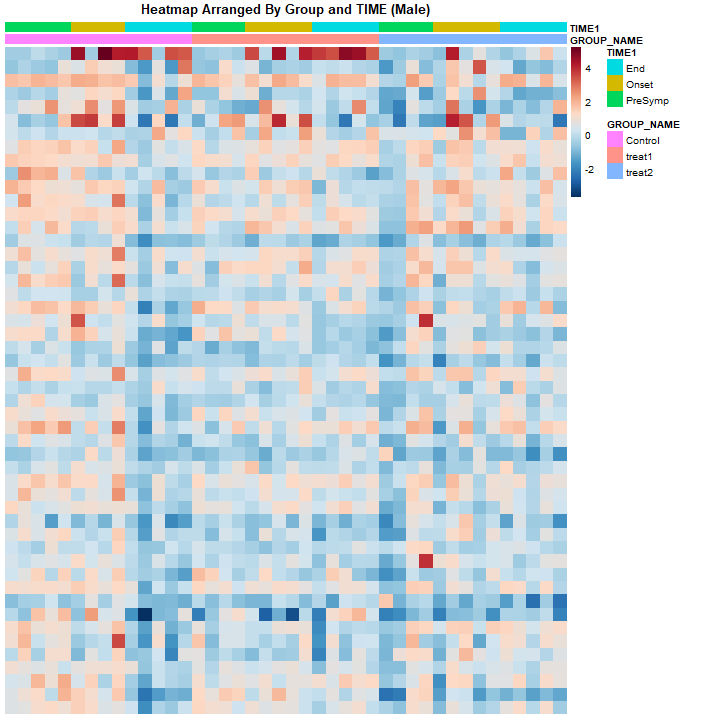 Heatmap Arranged By Group and TIME (Male)
TIME1
GROUP_NAME
4
2
0
-2
TIME1
End
Onset
PreSymp
GROUP_NAME
Control
treat1
treat2